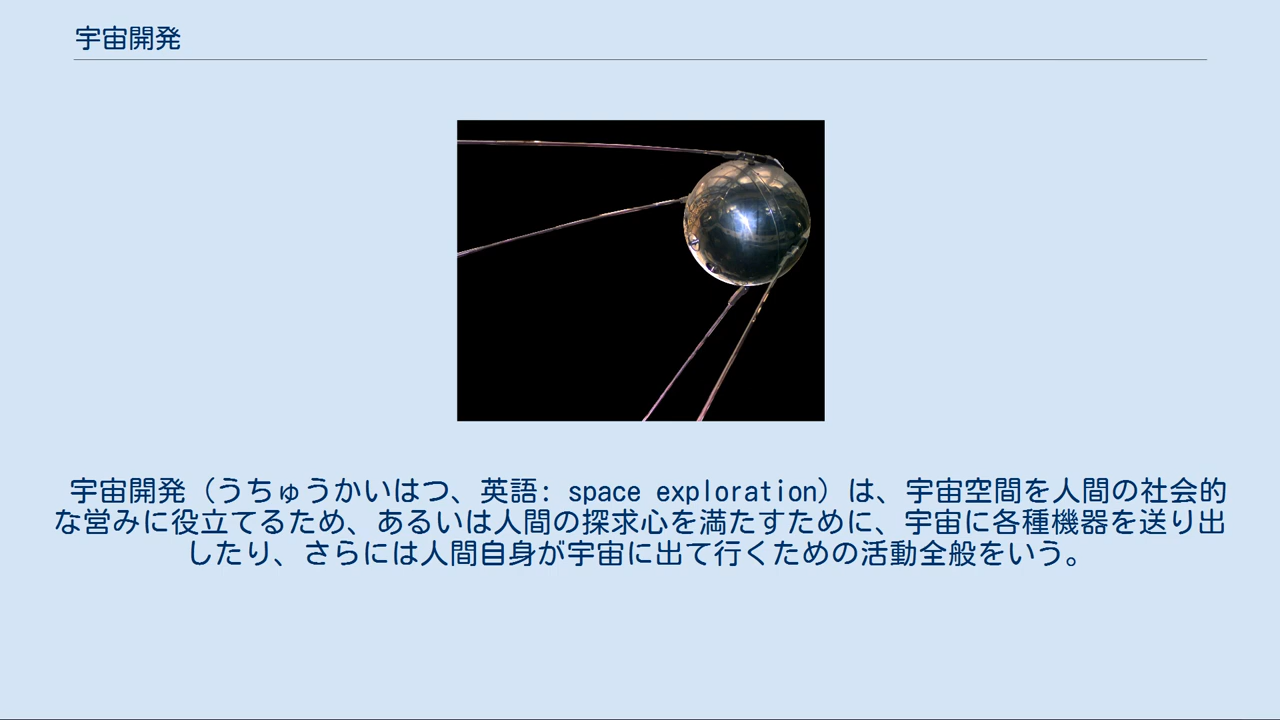 宇宙開発
宇宙開発（うちゅうかいはつ、英語: space exploration）は、宇宙空間を人間の社会的
な営みに役立てるため、あるいは人間の探求心を満たすために、宇宙に各種機器を送り出
したり、さらには人間自身が宇宙に出て行くための活動全般をいう。